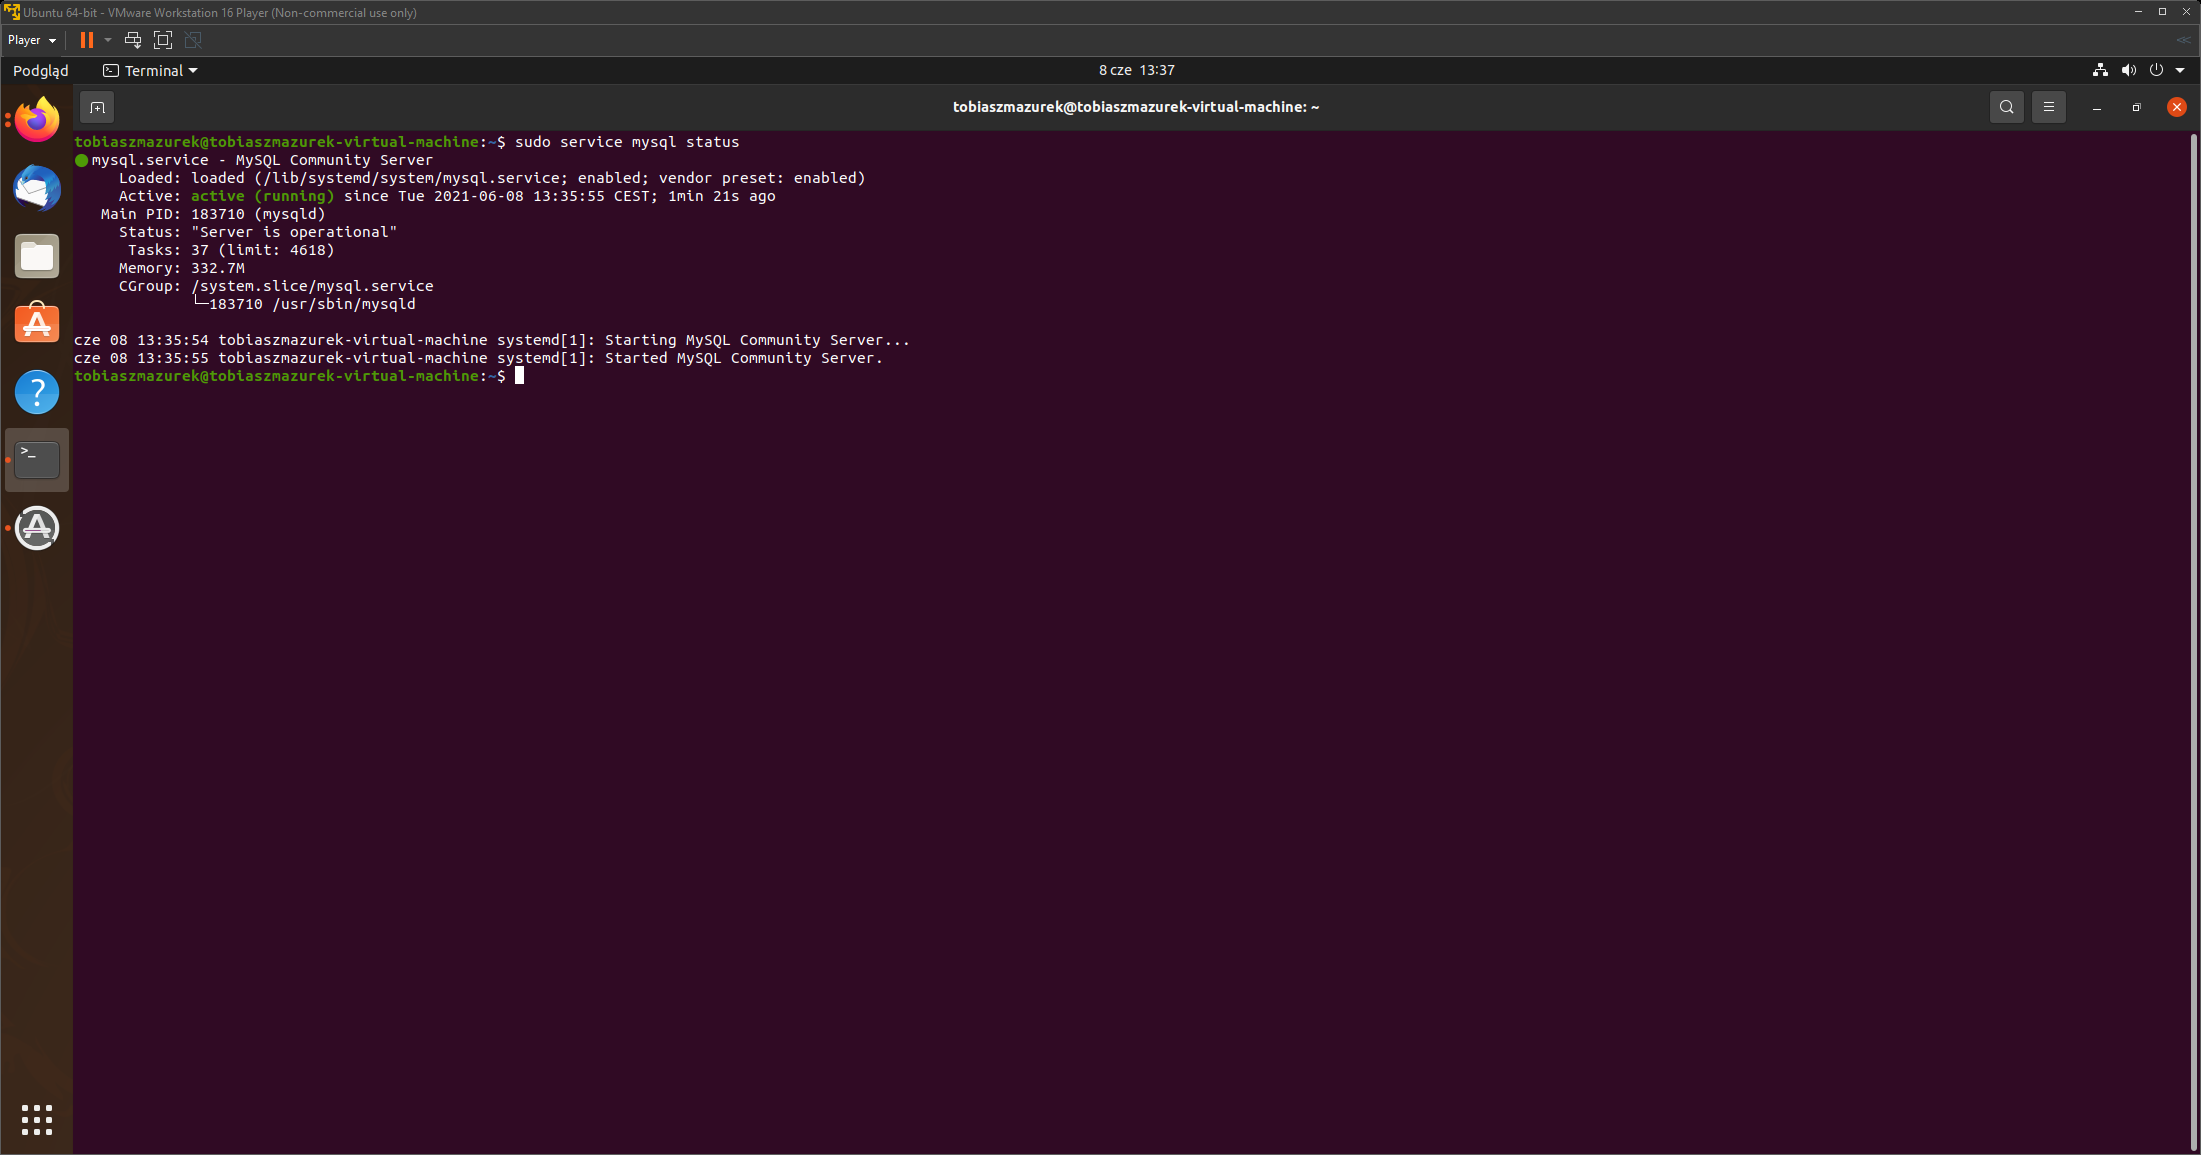 Ubuntu 64-bit - VMware Workstation 16 Player (Non-commercial use only)
Player
Podgląd Terminal 8 cze 13:37
tobiaszmazurek@tobiaszmazurek-virtual-machine: ~
tobiaszmazurek@tobiaszmazurek-virtual-machine:~$ sudo service mysql status
● mysql.service - MySQL Community Server
Loaded: loaded (/lib/systemd/system/mysql.service; enabled; vendor preset: enabled)
Active: active (running) since Tue 2021-06-08 13:35:55 CEST; 1min 21s ago
Main PID: 183710 (mysqld)
Status: "Server is operational"
Tasks: 37 (limit: 4618)
Memory: 332.7M
CGroup: /system.slice/mysql.service
└─183710 /usr/sbin/mysqld
cze 08 13:35:54 tobiaszmazurek-virtual-machine systemd[1]: Starting MySQL Community Server...
cze 08 13:35:55 tobiaszmazurek-virtual-machine systemd[1]: Started MySQL Community Server.
tobiaszmazurek@tobiaszmazurek-virtual-machine:~$